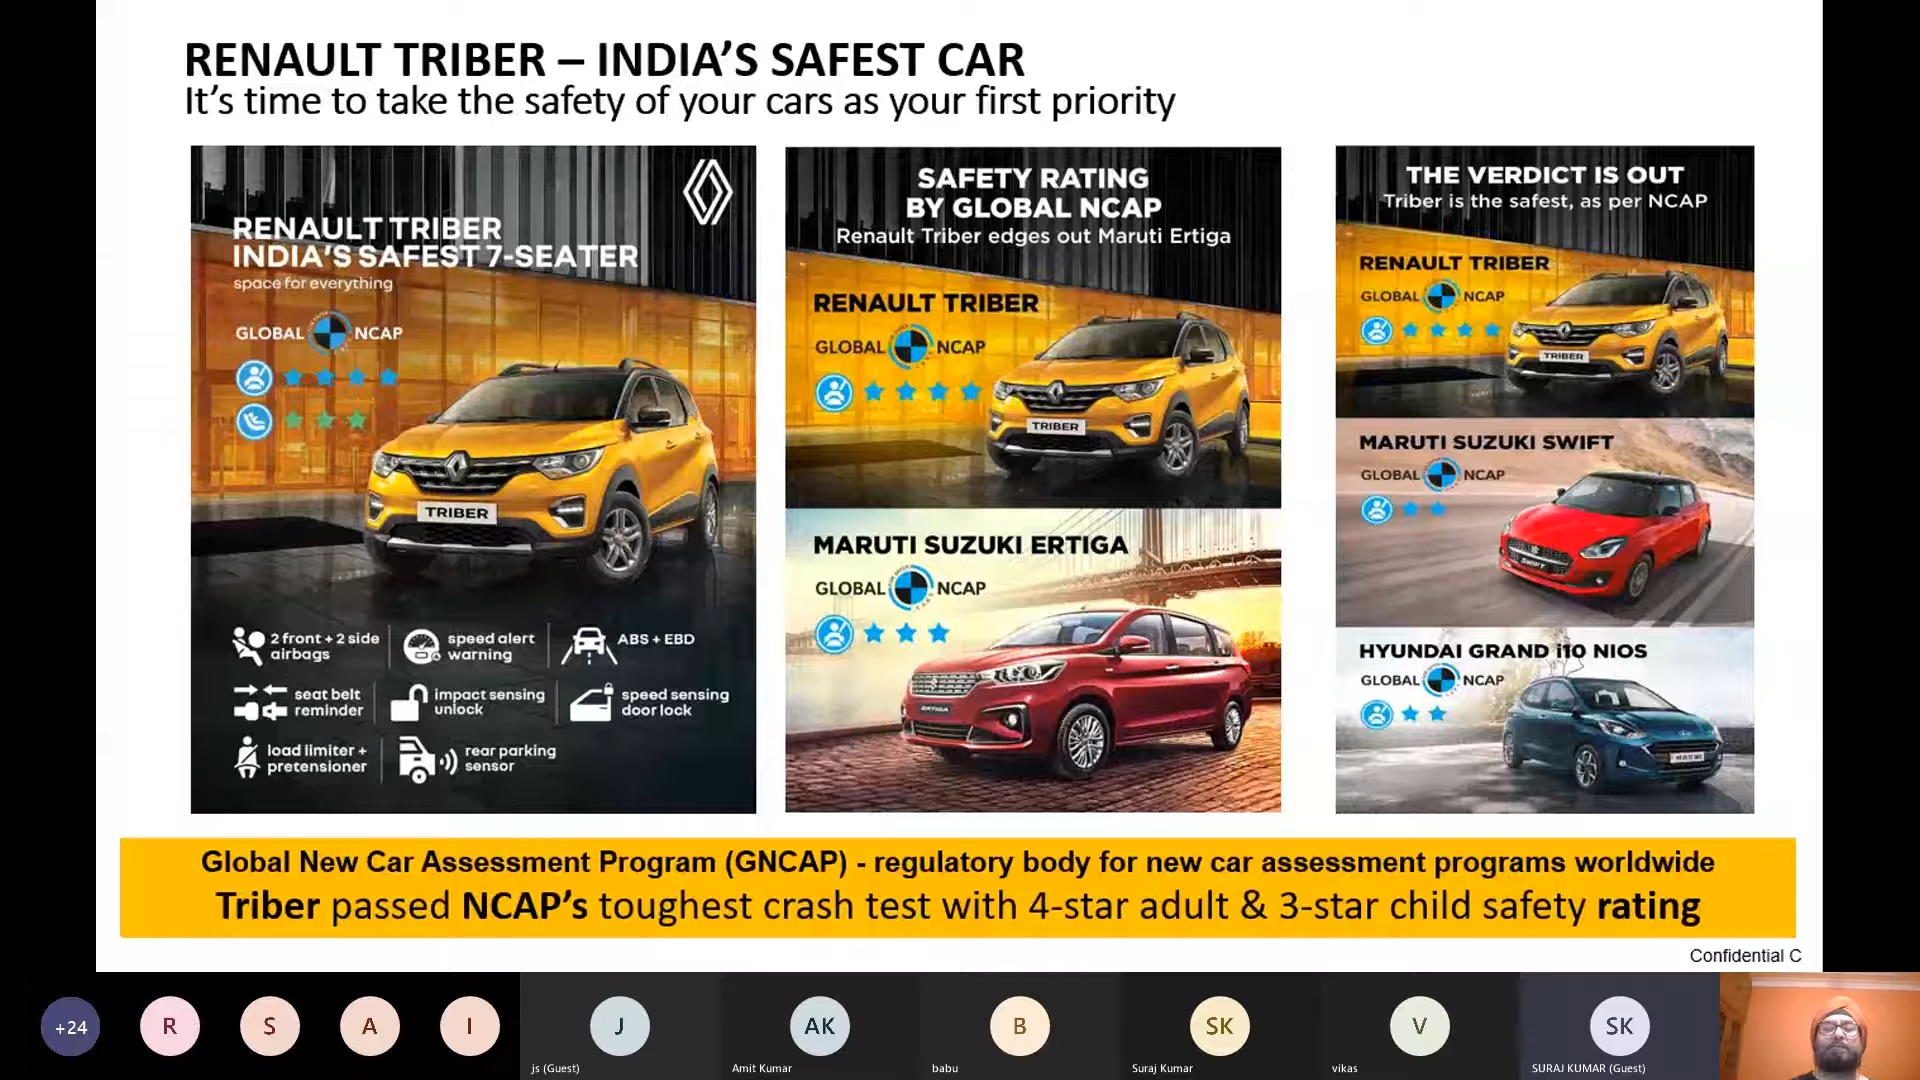 RENAULT TRIBER – INDIA’S SAFEST CAR
It’s time to take the safety of your cars as your first priority
RENAULT TRIBER
INDIA’S SAFEST 7-SEATER
space for everything
GLOBAL NCAP
TRIBER
2 front + 2 side
airbags
speed alert
warning
ABS + EBD
seat belt
reminder
impact sensing
unlock
speed sensing
door lock
load limiter +
pretensioner
rear parking
sensor
SAFETY RATING
BY GLOBAL NCAP
Renault Triber edges out Maruti Ertiga
RENAULT TRIBER
GLOBAL NCAP
TRIBER
MARUTI SUZUKI ERTIGA
GLOBAL NCAP
ERTIGA
THE VERDICT IS OUT
Triber is the safest, as per NCAP
RENAULT TRIBER
GLOBAL NCAP
TRIBER
MARUTI SUZUKI SWIFT
GLOBAL NCAP
SWIFT
HYUNDAI GRAND i10 NIOS
GLOBAL NCAP
Global New Car Assessment Program (GNCAP) - regulatory body for new car assessment programs worldwide
Triber passed NCAP’s toughest crash test with 4-star adult & 3-star child safety rating
Confidential C
+24
R
S
A
I
J
AK
B
SK
V
SK
js (Guest)
Amit Kumar
babu
Suraj Kumar
vikas
SURAJ KUMAR (Guest)